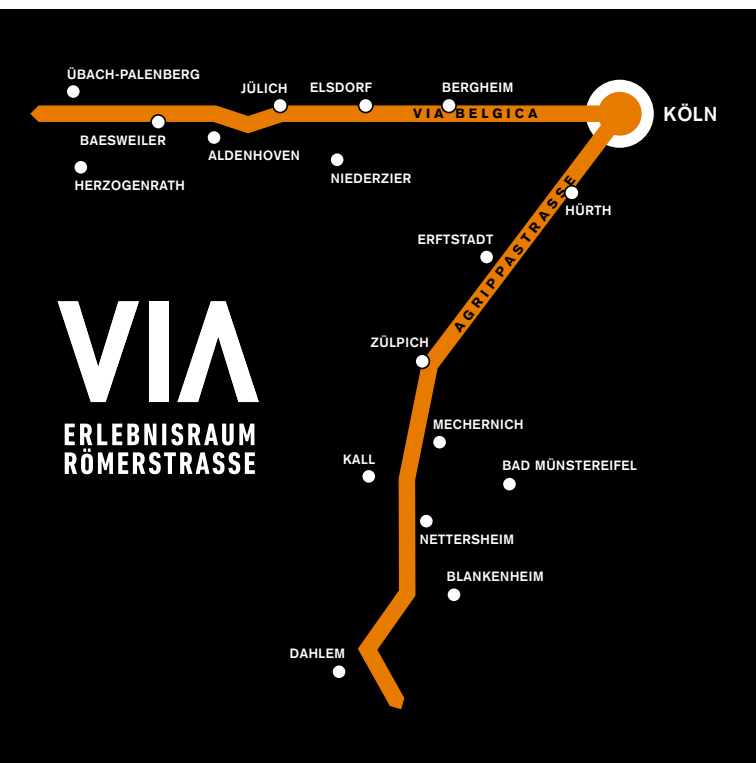 ÜBACH-PALENBERG
JÜLICH
ELSDORF
BERGHEIM
VIA BELGICA
KÖLN
BAESWEILER
ALDENHOVEN
NIEDERZIER
HERZOGENRATH
HÜRTH
AGRIPPASTRASSE
ERFTSTADT
ZÜLPICH
VIA
ERLEBNISRAUM
RÖMERSTRASSE
MECHERNICH
KALL
BAD MÜNSTEREIFEL
NETTERSHEIM
BLANKENHEIM
DAHLEM